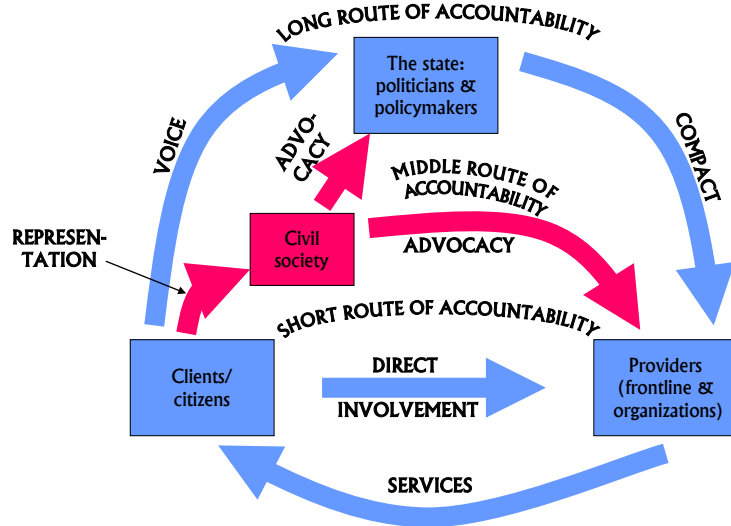 LONG ROUTE OF ACCOUNTABILITY
The state:
politicians &
policymakers
VOICE
ADVO-
CACY
COMPACT
MIDDLE ROUTE OF
ACCOUNTABILITY
Civil
society
ADVOCACY
REPRESEN-
TATION
SHORT ROUTE OF ACCOUNTABILITY
Clients/
citizens
DIRECT
INVOLVEMENT
Providers
(frontline &
organizations)
SERVICES